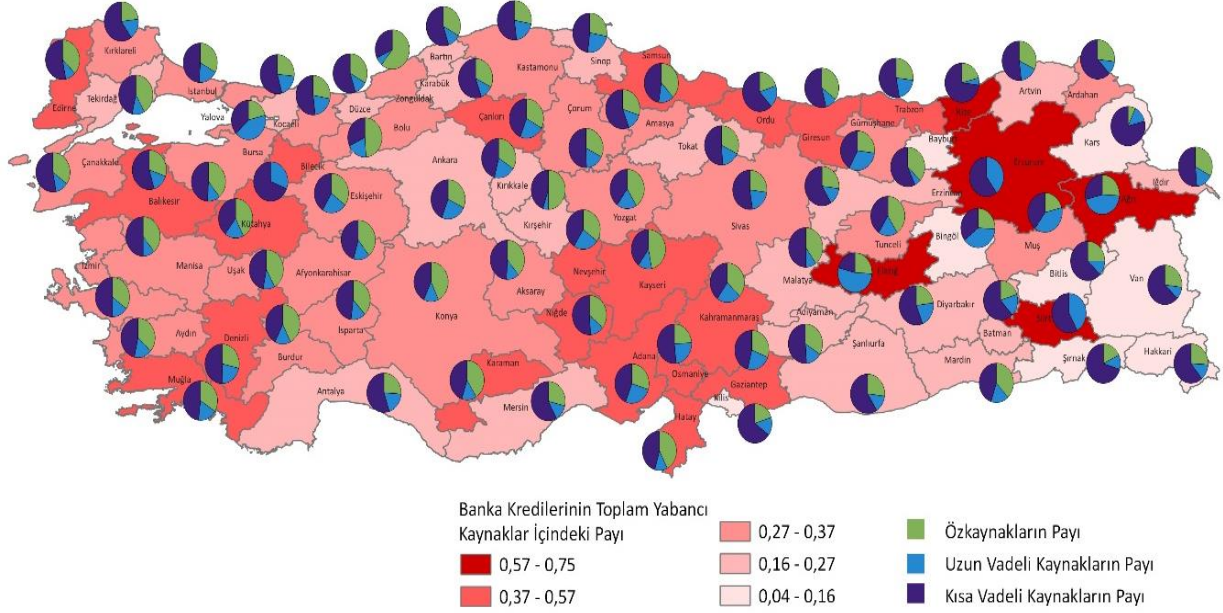 Kırklareli
Edirne
Tekirdağ
İstanbul
Yalova
Kocaeli
Düzce
Zonguldak
Bartın
Karabük
Kastamonu
Sinop
Samsun
Çankırı
Çorum
Amasya
Ordu
Giresun
Trabzon
Gümüşhane
Artvin
Ardahan
Kars
Iğdır
Çanakkale
Balıkesir
Bursa
Bilecik
Bolu
Ankara
Kırıkkale
Tokat
Erzurum
Kütahya
Eskişehir
Kırşehir
Yozgat
Sivas
Tunceli
Bingöl
Muş
İzmir
Manisa
Uşak
Afyonkarahisar
Konya
Aksaray
Nevşehir
Kayseri
Malatya
Bitlis
Van
Aydın
Denizli
Isparta
Burdur
Niğde
Kahramanmaraş
Adıyaman
Diyarbakır
Batman
Muğla
Antalya
Karaman
Mersin
Adana
Osmaniye
Gaziantep
Kilis
Şanlıurfa
Mardin
Şırnak
Hakkari
Hatay
Banka Kredilerinin Toplam Yabancı
Kaynaklar İçindeki Payı
0,57 - 0,75
0,37 - 0,57
0,27 - 0,37
0,16 - 0,27
0,04 - 0,16
Özkaynakların Payı
Uzun Vadeli Kaynakların Payı
Kısa Vadeli Kaynakların Payı